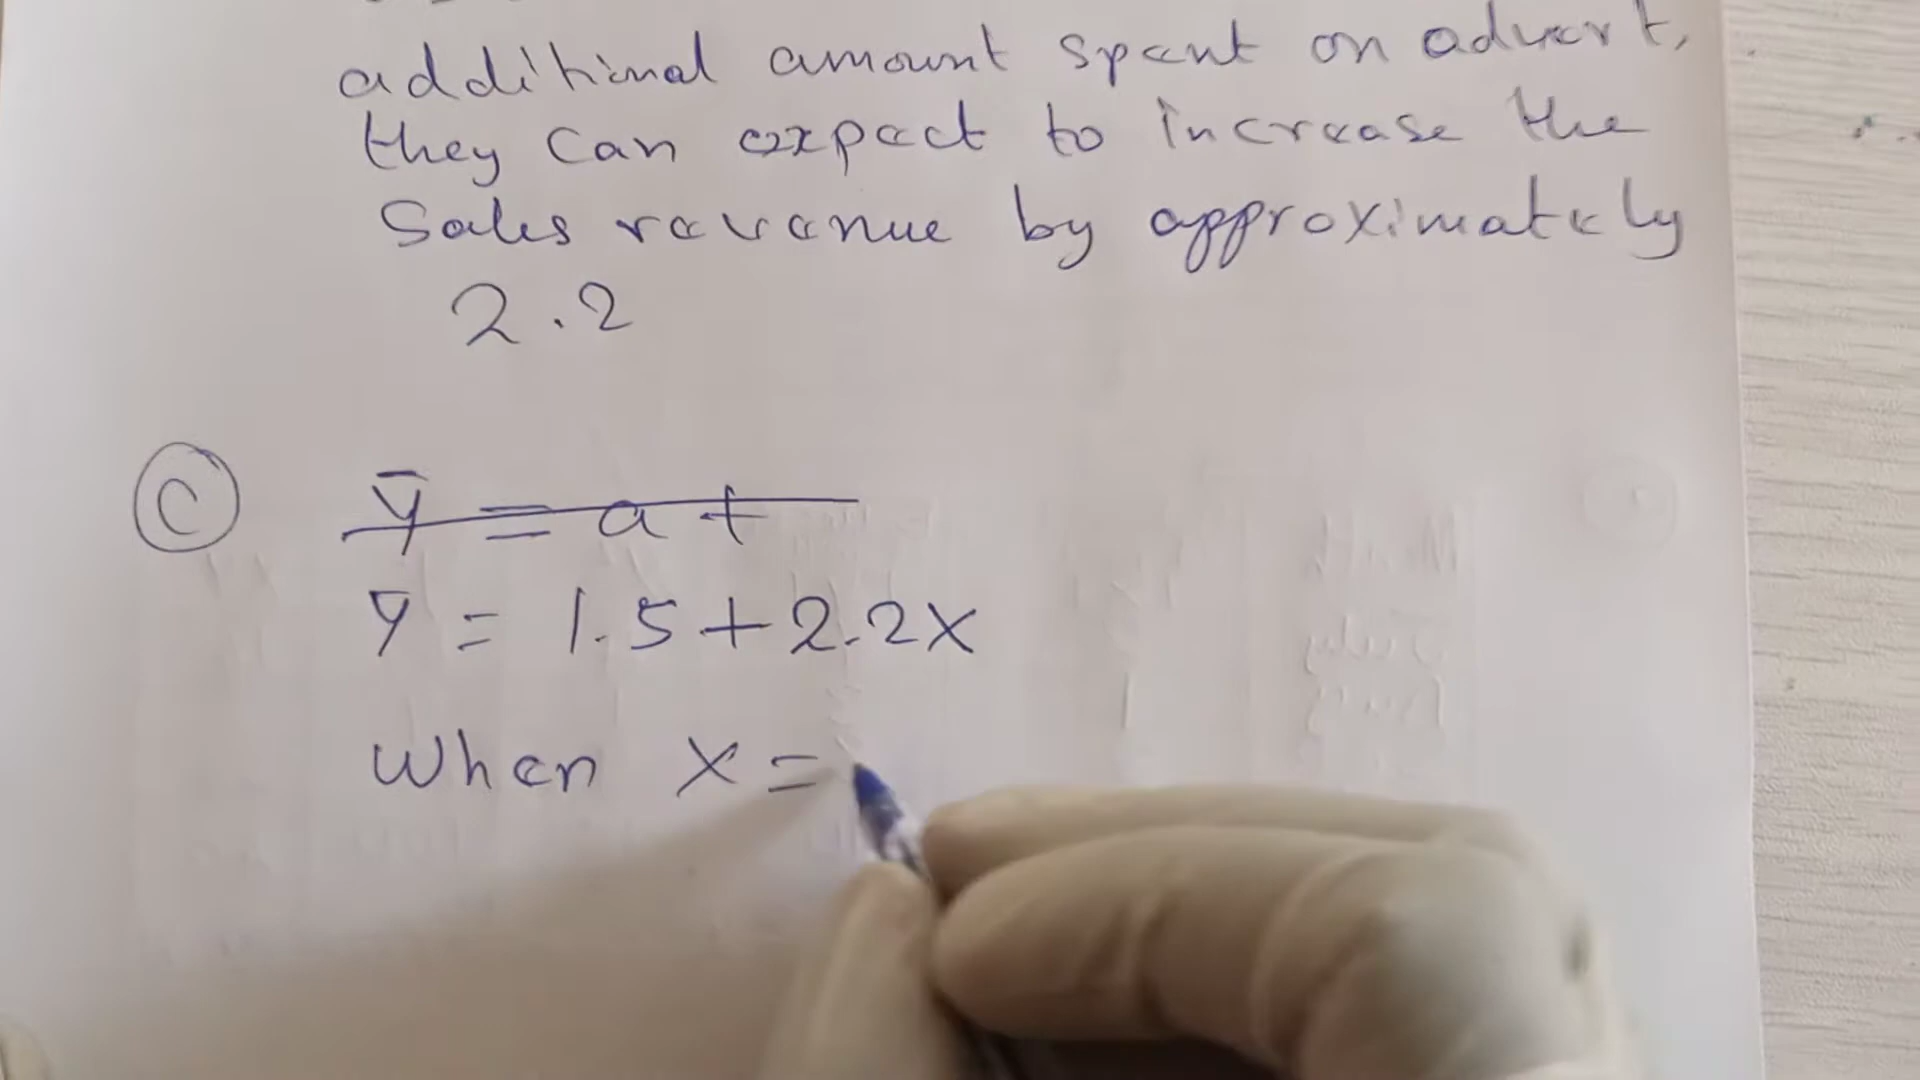 additional amount spent on advert,
they can expect to increase the
Sales revenue by approximately
2.2
C
ȳ = a +
ȳ = 1.5 + 2.2x
When x =